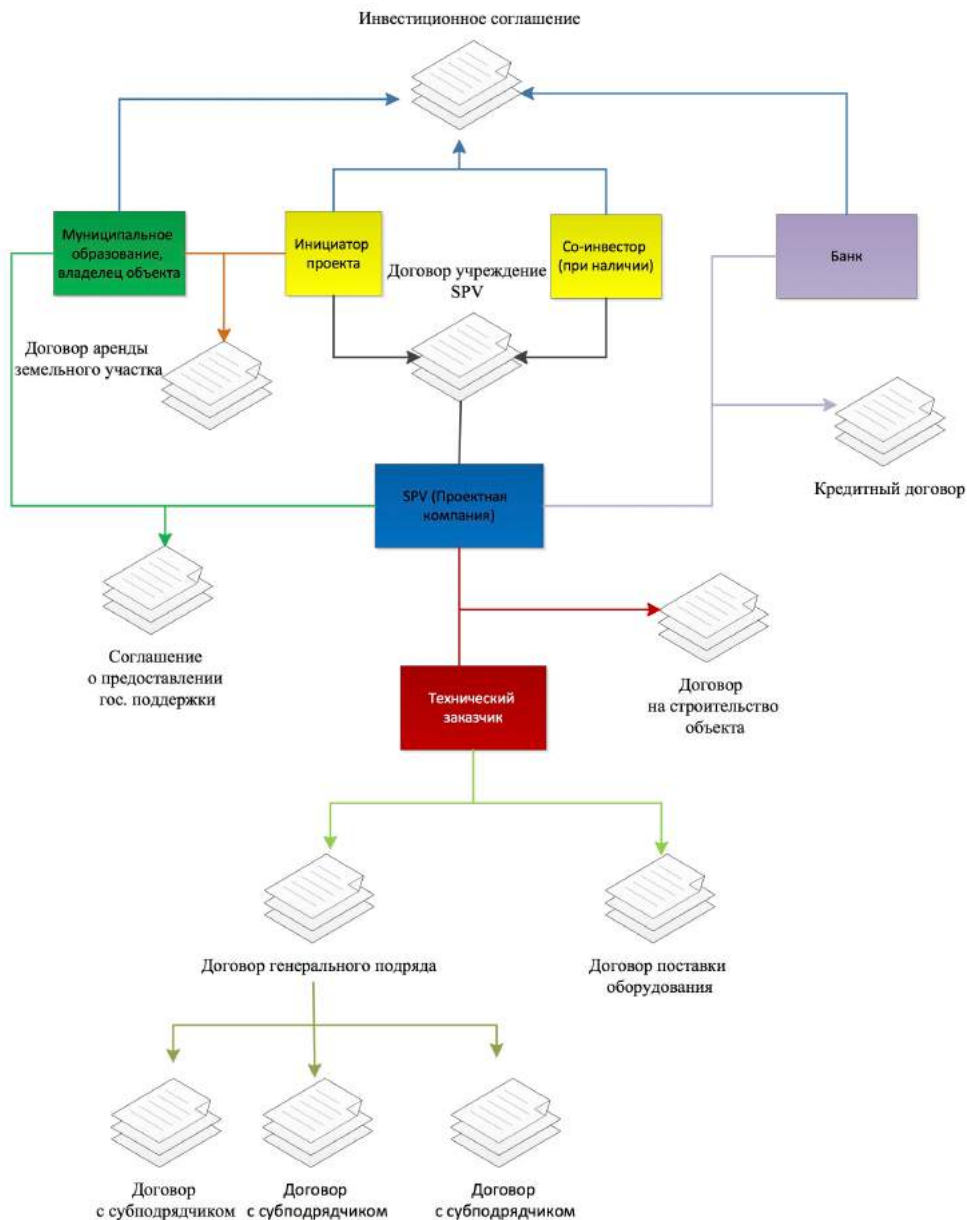 Инвестиционное соглашение
Муниципальное
образование,
владелец объекта
Инициатор
проекта
Договор учреждение
SPV
Со-инвестор
(при наличии)
Банк
Договор аренды
земельного участка
SPV (Проектная
компания)
Кредитный договор
Соглашение
о предоставлении
гос. поддержки
Технический
заказчик
Договор
на строительство
объекта
Договор генерального подряда
Договор поставки
оборудования
Договор
с субподрядчиком
Договор
с субподрядчиком
Договор
с субподрядчиком